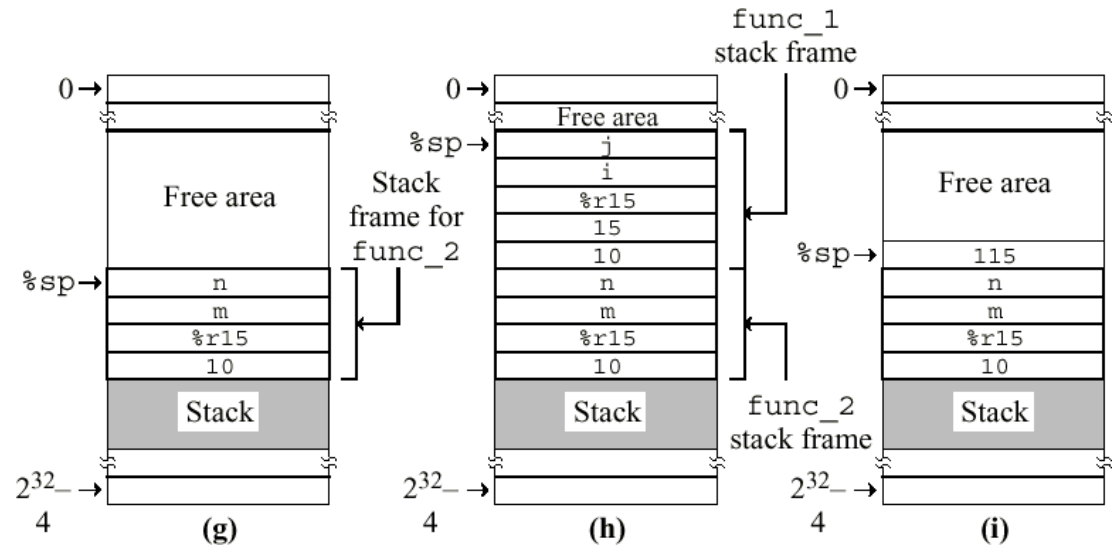 func_1
stack frame
0
%sp
Free area
n
m
%r15
10
Stack
2³²–
4
(g)
Stack
frame for
func_2
0
Free area
%sp
j
i
%r15
15
10
n
m
%r15
10
Stack
2³²–
4
(h)
func_2
stack frame
0
Free area
%sp
115
n
m
%r15
10
Stack
2³²–
4
(i)